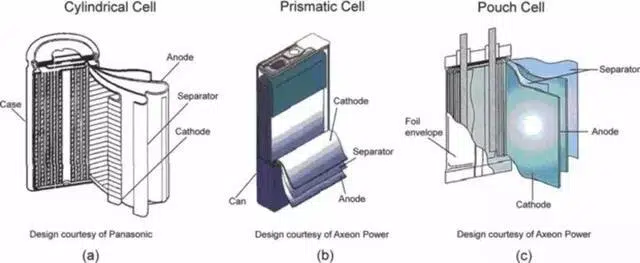 Cylindrical Cell
Case
Anode
Separator
Cathode
Design courtesy of Panasonic
(a)
Prismatic Cell
Cathode
Separator
Anode
Can
Design courtesy of Axeon Power
(b)
Pouch Cell
Separator
Foil
envelope
Anode
Cathode
Design courtesy of Axeon Power
(c)